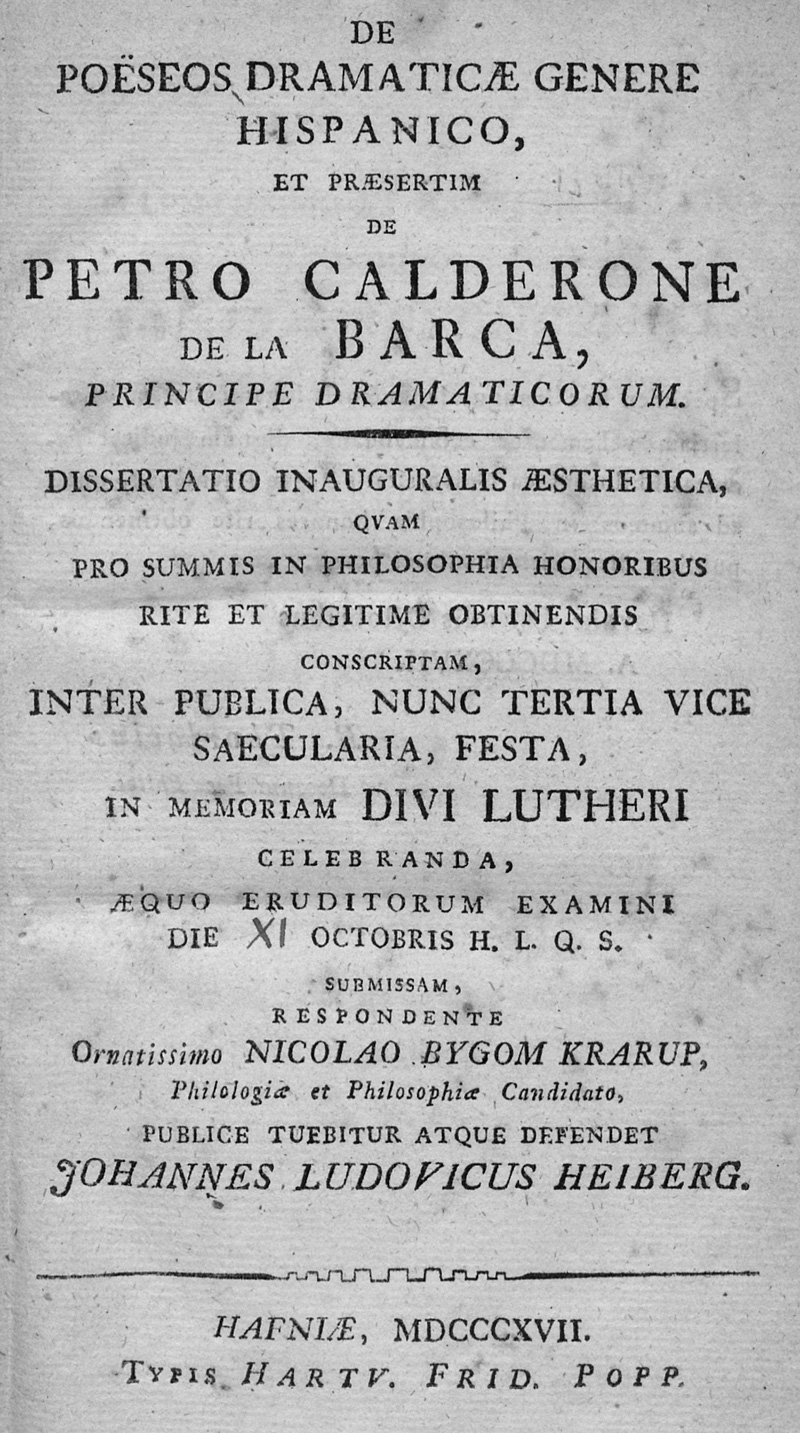 DE
POËSEOS DRAMATICÆ GENERE
HISPANICO,
ET PRÆSERTIM
DE
PETRO CALDERONE
DE LA BARCA,
PRINCIPE DRAMATICORUM.
DISSERTATIO INAUGURALIS ÆSTHETICA,
QVAM
PRO SUMMIS IN PHILOSOPHIA HONORIBUS
RITE ET LEGITIME OBTINENDIS
CONSCRIPTAM,
INTER PUBLICA, NUNC TERTIA VICE
SAECULARIA, FESTA,
IN MEMORIAM DIVI LUTHERI
CELEBRANDA,
ÆQUO ERUDITORUM EXAMINI
DIE XI OCTOBRIS H. L. Q. S.
SUBMISSAM,
RESPONDENTE
Ornatissimo NICOLAO BYGOM KRARUP,
Philologiæ et Philosophiæ Candidato,
PUBLICE TUEBITUR ATQUE DEFENDET
JOHANNES LUDOVICUS HEIBERG.
HAFNIÆ, MDCCCXVII.
TYPIS HARTV. FRID. POPP.